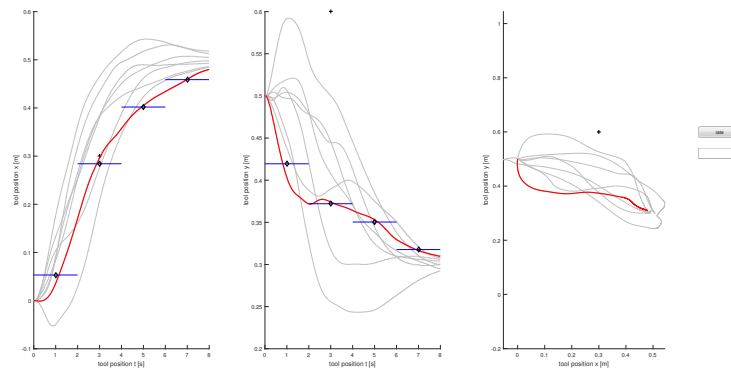 0.6
0.5
0.4
0.3
0.2
0.1
0
-0.1
tool position x [m]
0 1 2 3 4 5 6 7 8
tool position t [s]
0.6
0.55
0.5
0.45
0.4
0.35
0.3
0.25
0.2
tool position y [m]
0 1 2 3 4 5 6 7 8
tool position t [s]
1
0.8
0.6
0.4
0.2
0
-0.2
tool position y [m]
0 0.1 0.2 0.3 0.4 0.5
tool position x [m]
rate